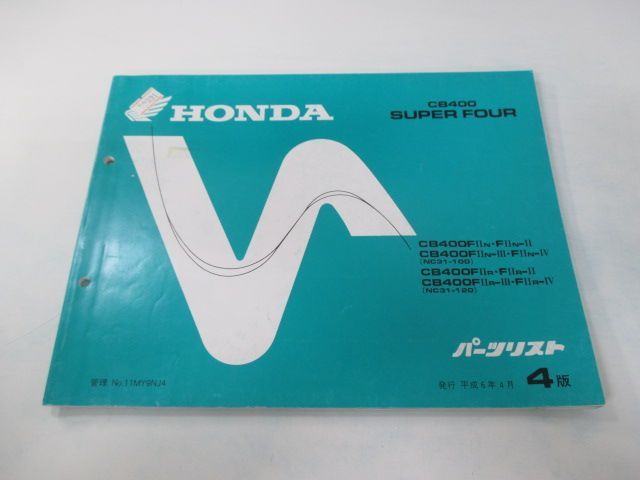 HONDA
CB400
SUPER FOUR
CB400FIIN・FIIN-II
CB400FIIN-III・FIIN-IV
(NC31-100)
CB400FIIR・FIIR-II
CB400FIIR-III・FIIR-IV
(NC31-120)
パーツリスト
管理 No.11MY9NJ4
発行 平成6年4月 4版